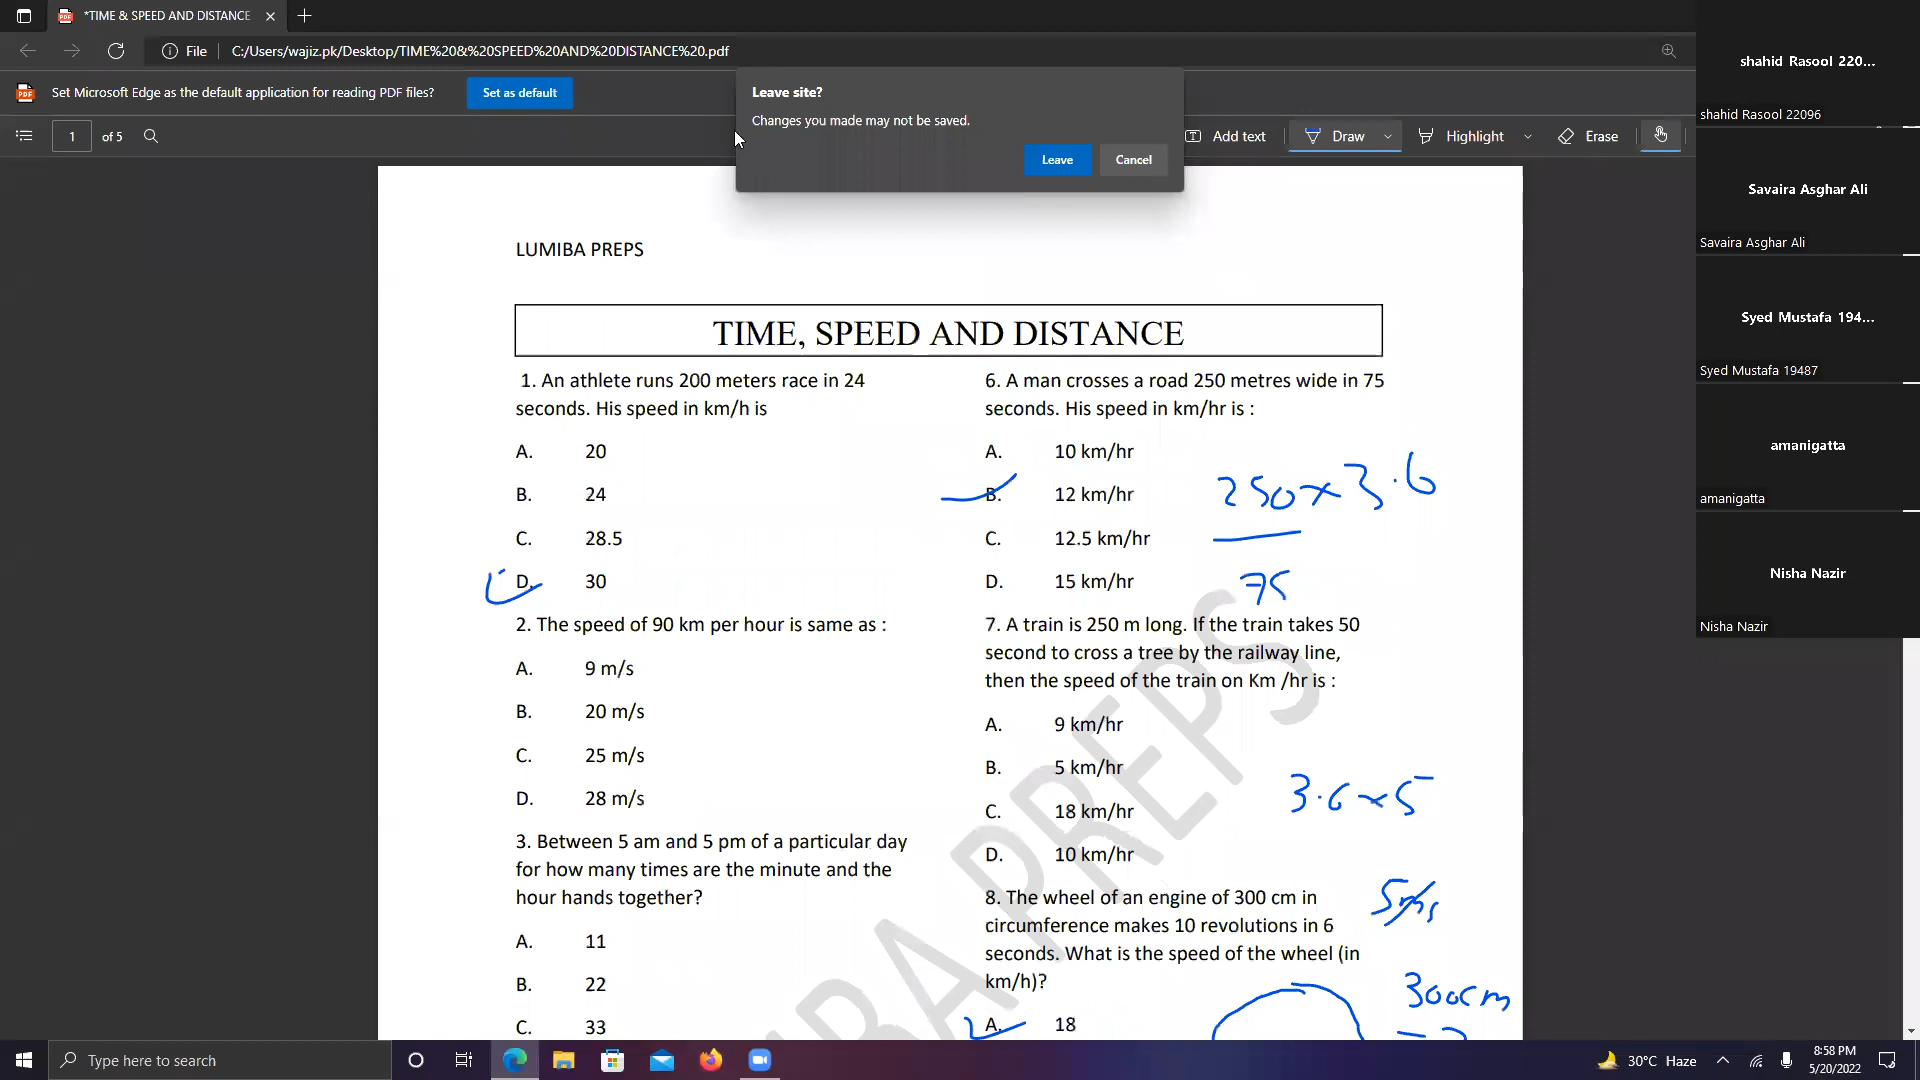 *TIME & SPEED AND DISTANCE
File
C:/Users/wajiz.pk/Desktop/TIME%20&%20SPEED%20AND%20DISTANCE%20.pdf
Set Microsoft Edge as the default application for reading PDF files?
Set as default
1 of 5
Add text
Draw
Highlight
Erase
Leave site?
Changes you made may not be saved.
Leave
Cancel
LUMIBA PREPS
TIME, SPEED AND DISTANCE
1. An athlete runs 200 meters race in 24
seconds. His speed in km/h is
A. 20
B. 24
C. 28.5
D. 30
2. The speed of 90 km per hour is same as :
A. 9 m/s
B. 20 m/s
C. 25 m/s
D. 28 m/s
3. Between 5 am and 5 pm of a particular day
for how many times are the minute and the
hour hands together?
A. 11
B. 22
C. 33
6. A man crosses a road 250 metres wide in 75
seconds. His speed in km/hr is :
A. 10 km/hr
B. 12 km/hr
C. 12.5 km/hr
D. 15 km/hr
250x3.6
75
7. A train is 250 m long. If the train takes 50
second to cross a tree by the railway line,
then the speed of the train on Km /hr is :
A. 9 km/hr
B. 5 km/hr
C. 18 km/hr
D. 10 km/hr
3.6x5
8. The wheel of an engine of 300 cm in
circumference makes 10 revolutions in 6
seconds. What is the speed of the wheel (in
km/h)?
A. 18
300cm
BA PREPS
shahid Rasool 220...
shahid Rasool 22096
Savaira Asghar Ali
Savaira Asghar Ali
Syed Mustafa 194...
Syed Mustafa 19487
amanigatta
amanigatta
Nisha Nazir
Nisha Nazir
Type here to search
30°C Haze
8:58 PM
5/20/2022